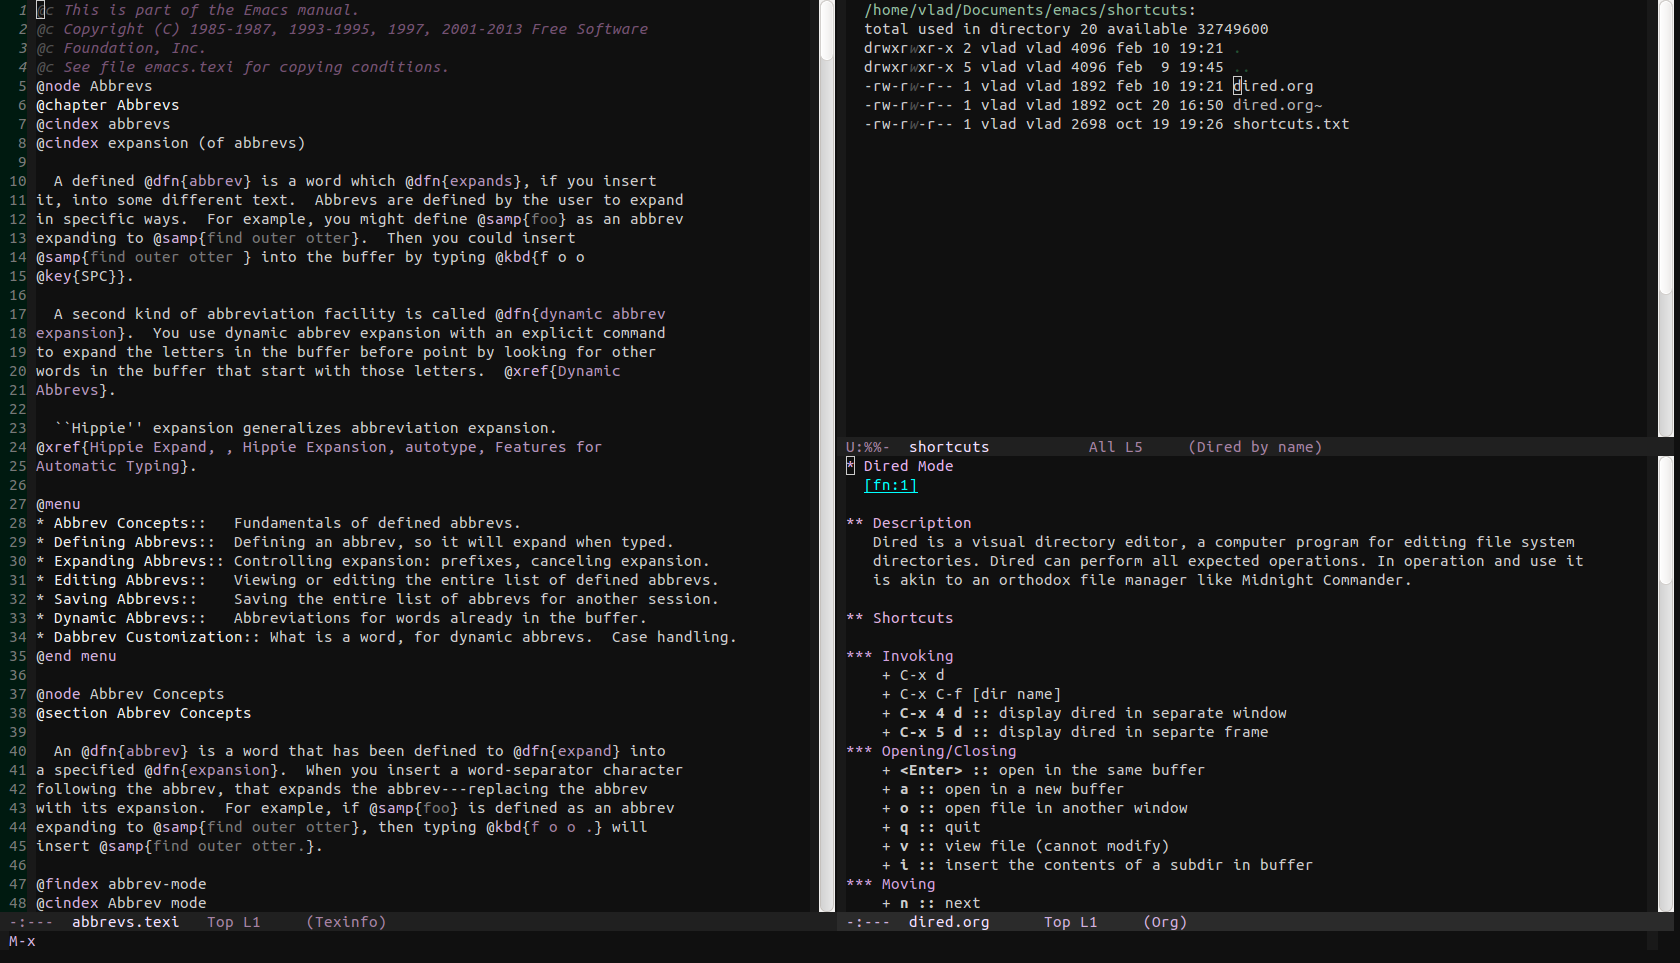 1 @c This is part of the Emacs manual.
2 @c Copyright (C) 1985-1987, 1993-1995, 1997, 2001-2013 Free Software
3 @c Foundation, Inc.
4 @c See file emacs.texi for copying conditions.
5 @node Abbrevs
6 @chapter Abbrevs
7 @cindex abbrevs
8 @cindex expansion (of abbrevs)
9
10   A defined @dfn{abbrev} is a word which @dfn{expands}, if you insert
11 it, into some different text.  Abbrevs are defined by the user to expand
12 in specific ways.  For example, you might define @samp{foo} as an abbrev
13 expanding to @samp{find outer otter}.  Then you could insert
14 @samp{find outer otter } into the buffer by typing @kbd{f o o
15 @key{SPC}}.
16
17   A second kind of abbreviation facility is called @dfn{dynamic abbrev
18 expansion}.  You use dynamic abbrev expansion with an explicit command
19 to expand the letters in the buffer before point by looking for other
20 words in the buffer that start with those letters.  @xref{Dynamic
21 Abbrevs}.
22
23   ``Hippie'' expansion generalizes abbreviation expansion.
24 @xref{Hippie Expand, , Hippie Expansion, autotype, Features for
25 Automatic Typing}.
26
27 @menu
28 * Abbrev Concepts::   Fundamentals of defined abbrevs.
29 * Defining Abbrevs::  Defining an abbrev, so it will expand when typed.
30 * Expanding Abbrevs:: Controlling expansion: prefixes, canceling expansion.
31 * Editing Abbrevs::   Viewing or editing the entire list of defined abbrevs.
32 * Saving Abbrevs::    Saving the entire list of abbrevs for another session.
33 * Dynamic Abbrevs::   Abbreviations for words already in the buffer.
34 * Dabbrev Customization:: What is a word, for dynamic abbrevs.  Case handling.
35 @end menu
36
37 @node Abbrev Concepts
38 @section Abbrev Concepts
39
40   An @dfn{abbrev} is a word that has been defined to @dfn{expand} into
41 a specified @dfn{expansion}.  When you insert a word-separator character
42 following the abbrev, that expands the abbrev---replacing the abbrev
43 with its expansion.  For example, if @samp{foo} is defined as an abbrev
44 expanding to @samp{find outer otter}, then typing @kbd{f o o .} will
45 insert @samp{find outer otter.}.
46
47 @findex abbrev-mode
48 @cindex Abbrev mode
-:---  abbrevs.texi   Top L1     (Texinfo)
M-x
/home/vlad/Documents/emacs/shortcuts:
total used in directory 20 available 32749600
drwxrwxr-x 2 vlad vlad 4096 feb 10 19:21 .
drwxrwxr-x 5 vlad vlad 4096 feb  9 19:45 ..
-rw-rw-r-- 1 vlad vlad 1892 feb 10 19:21 dired.org
-rw-rw-r-- 1 vlad vlad 1892 oct 20 16:50 dired.org~
-rw-rw-r-- 1 vlad vlad 2698 oct 19 19:26 shortcuts.txt
U:%%-  shortcuts           All L5     (Dired by name)
* Dired Mode
[fn:1]
** Description
Dired is a visual directory editor, a computer program for editing file system
directories. Dired can perform all expected operations. In operation and use it
is akin to an orthodox file manager like Midnight Commander.
** Shortcuts
*** Invoking
+ C-x d
+ C-x C-f [dir name]
+ C-x 4 d :: display dired in separate window
+ C-x 5 d :: display dired in separte frame
*** Opening/Closing
+ <Enter> :: open in the same buffer
+ a :: open in a new buffer
+ o :: open file in another window
+ q :: quit
+ v :: view file (cannot modify)
+ i :: insert the contents of a subdir in buffer
*** Moving
+ n :: next
-:---  dired.org      Top L1     (Org)